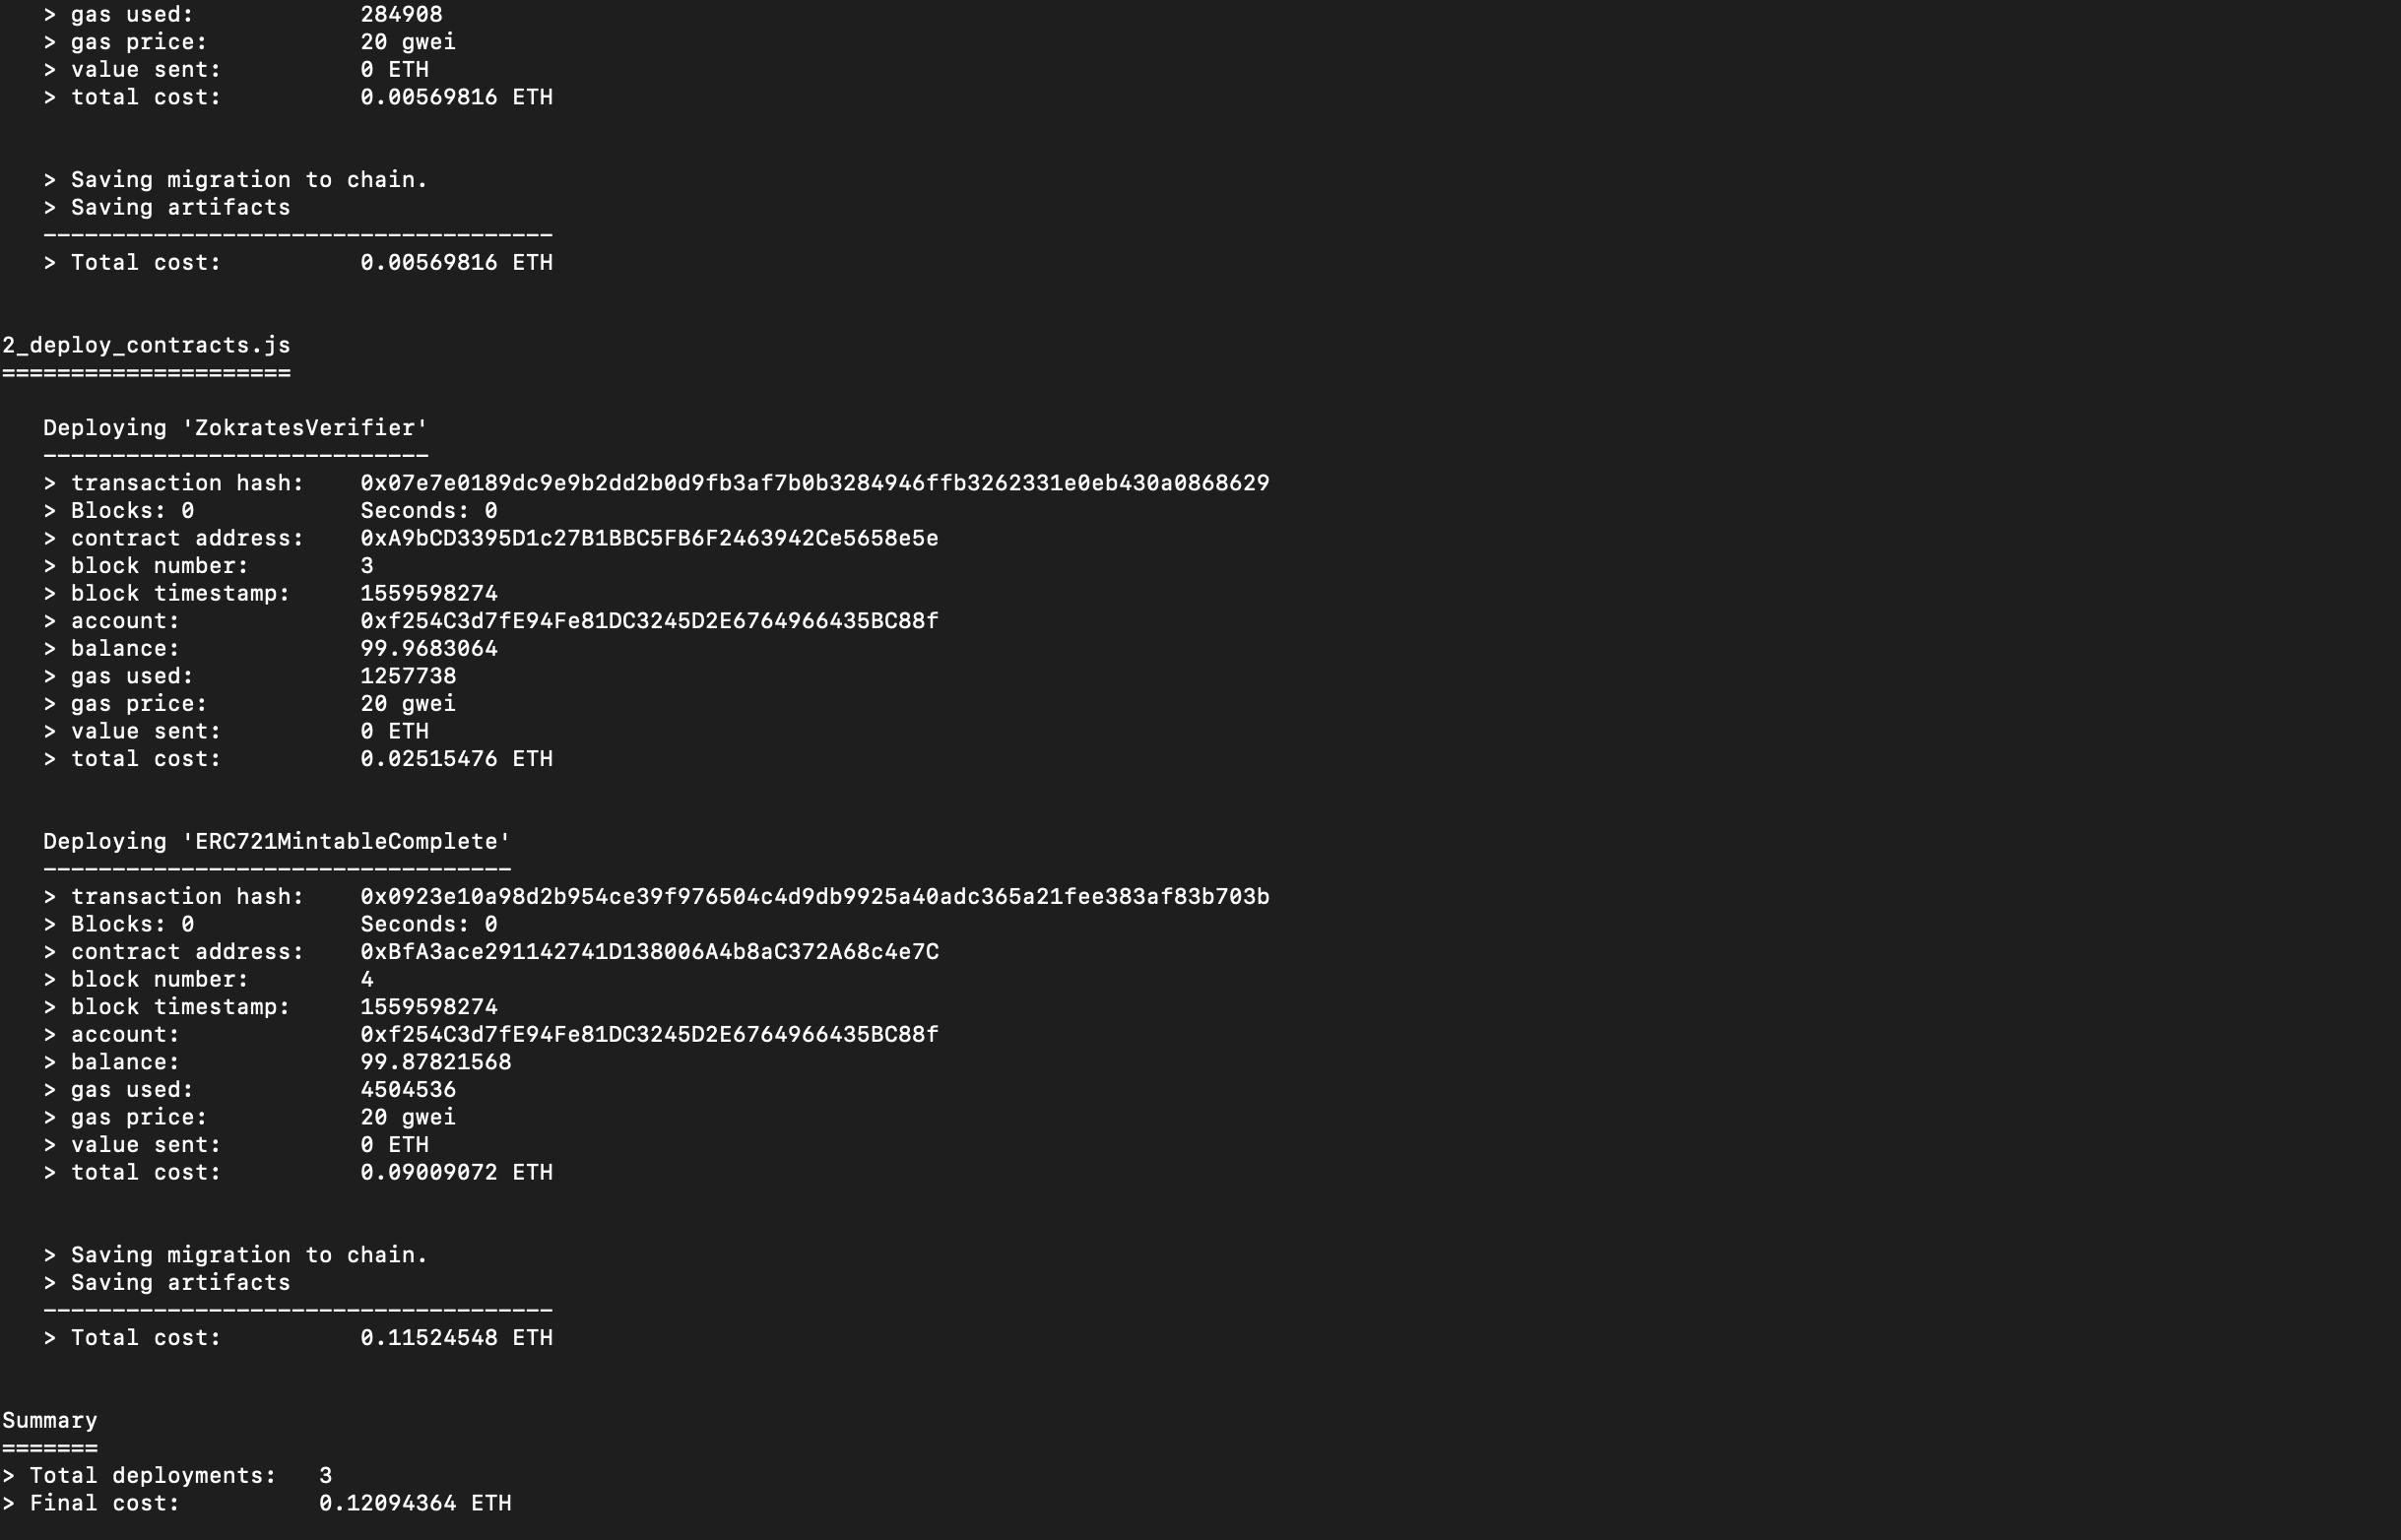 > gas used:            284908
> gas price:           20 gwei
> value sent:          0 ETH
> total cost:          0.00569816 ETH
> Saving migration to chain.
> Saving artifacts
-------------------------------------
> Total cost:          0.00569816 ETH
2_deploy_contracts.js
=====================
Deploying 'ZokratesVerifier'
----------------------------
> transaction hash:    0x07e7e0189dc9e9b2dd2b0d9fb3af7b0b3284946ffb3262331e0eb430a0868629
> Blocks: 0            Seconds: 0
> contract address:    0xA9bCD3395D1c27B1BBC5FB6F2463942Ce5658e5e
> block number:        3
> block timestamp:     1559598274
> account:             0xf254C3d7fE94Fe81DC3245D2E6764966435BC88f
> balance:             99.9683064
> gas used:            1257738
> gas price:           20 gwei
> value sent:          0 ETH
> total cost:          0.02515476 ETH
Deploying 'ERC721MintableComplete'
----------------------------------
> transaction hash:    0x0923e10a98d2b954ce39f976504c4d9db9925a40adc365a21fee383af83b703b
> Blocks: 0            Seconds: 0
> contract address:    0xBfA3ace291142741D138006A4b8aC372A68c4e7C
> block number:        4
> block timestamp:     1559598274
> account:             0xf254C3d7fE94Fe81DC3245D2E6764966435BC88f
> balance:             99.87821568
> gas used:            4504536
> gas price:           20 gwei
> value sent:          0 ETH
> total cost:          0.09009072 ETH
> Saving migration to chain.
> Saving artifacts
-------------------------------------
> Total cost:          0.11524548 ETH
Summary
=======
> Total deployments:   3
> Final cost:          0.12094364 ETH